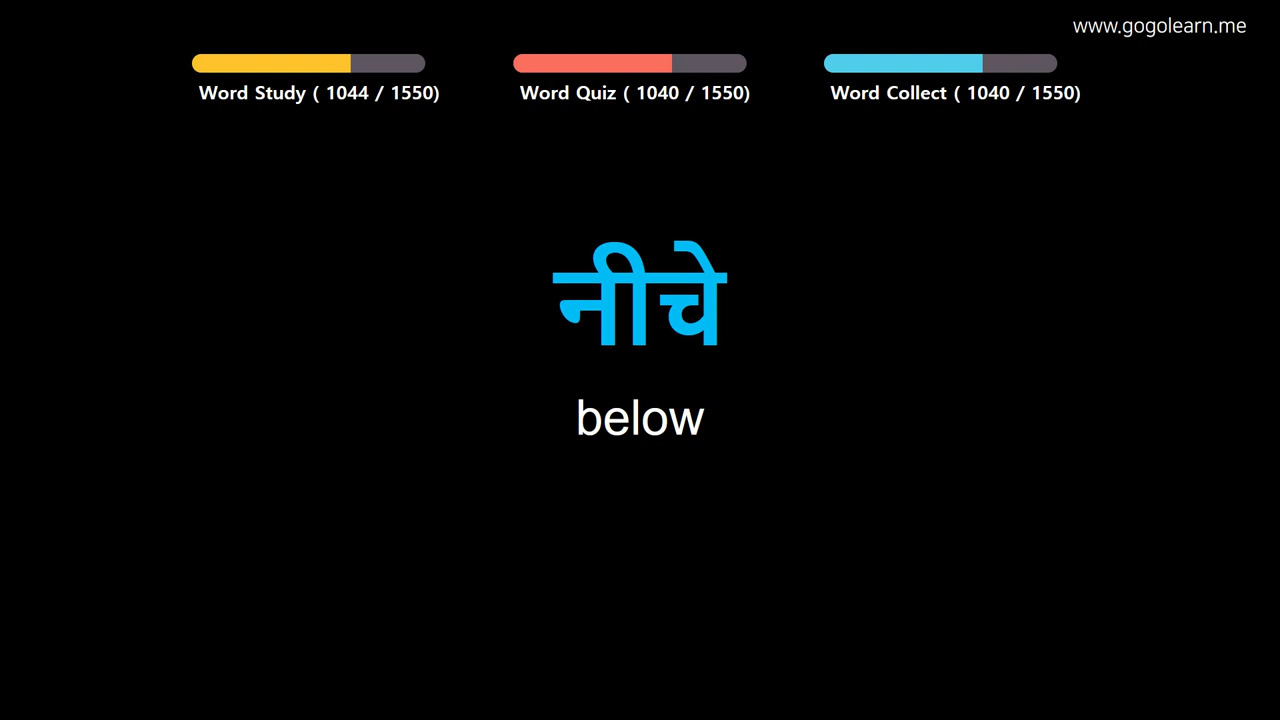 www.gogolearn.me
Word Study ( 1044 / 1550)
Word Quiz ( 1040 / 1550)
Word Collect ( 1040 / 1550)
नीचे
below